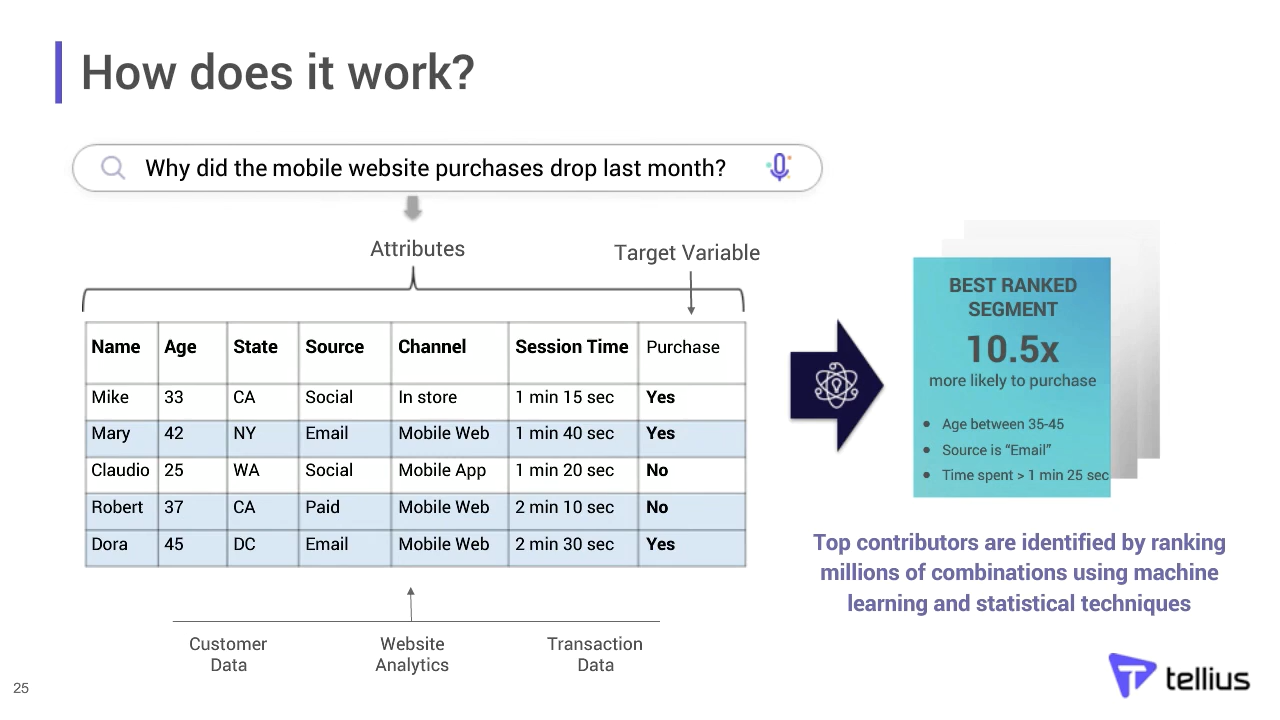 How does it work?
Why did the mobile website purchases drop last month?
Attributes
Target Variable
Name Age State Source Channel Session Time Purchase
Mike 33 CA Social In store 1 min 15 sec Yes
Mary 42 NY Email Mobile Web 1 min 40 sec Yes
Claudio 25 WA Social Mobile App 1 min 20 sec No
Robert 37 CA Paid Mobile Web 2 min 10 sec No
Dora 45 DC Email Mobile Web 2 min 30 sec Yes
Customer
Data
Website
Analytics
Transaction
Data
BEST RANKED
SEGMENT
10.5x
more likely to purchase
• Age between 35-45
• Source is “Email”
• Time spent > 1 min 25 sec
Top contributors are identified by ranking
millions of combinations using machine
learning and statistical techniques
25
tellius